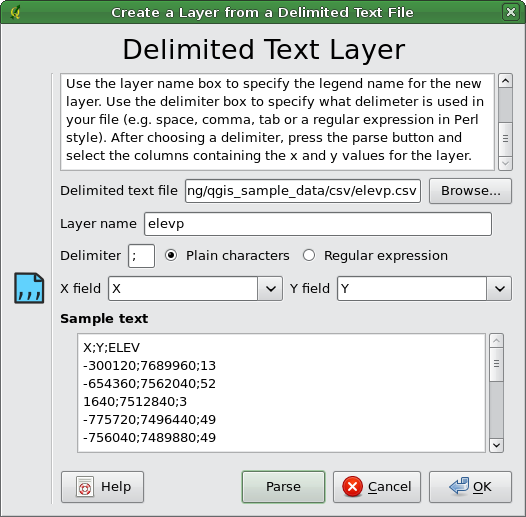 Create a Layer from a Delimited Text File
Delimited Text Layer
Use the layer name box to specify the legend name for the new
layer. Use the delimiter box to specify what delimeter is used in
your file (e.g. space, comma, tab or a regular expression in Perl
style). After choosing a delimiter, press the parse button and
select the columns containing the x and y values for the layer.
Delimited text file ng/qgis_sample_data/csv/elevp.csv Browse...
Layer name elevp
Delimiter ; Plain characters Regular expression
X field X Y field Y
Sample text
X;Y;ELEV
-300120;7689960;13
-654360;7562040;52
1640;7512840;3
-775720;7496440;49
-756040;7489880;49
Help Parse Cancel OK